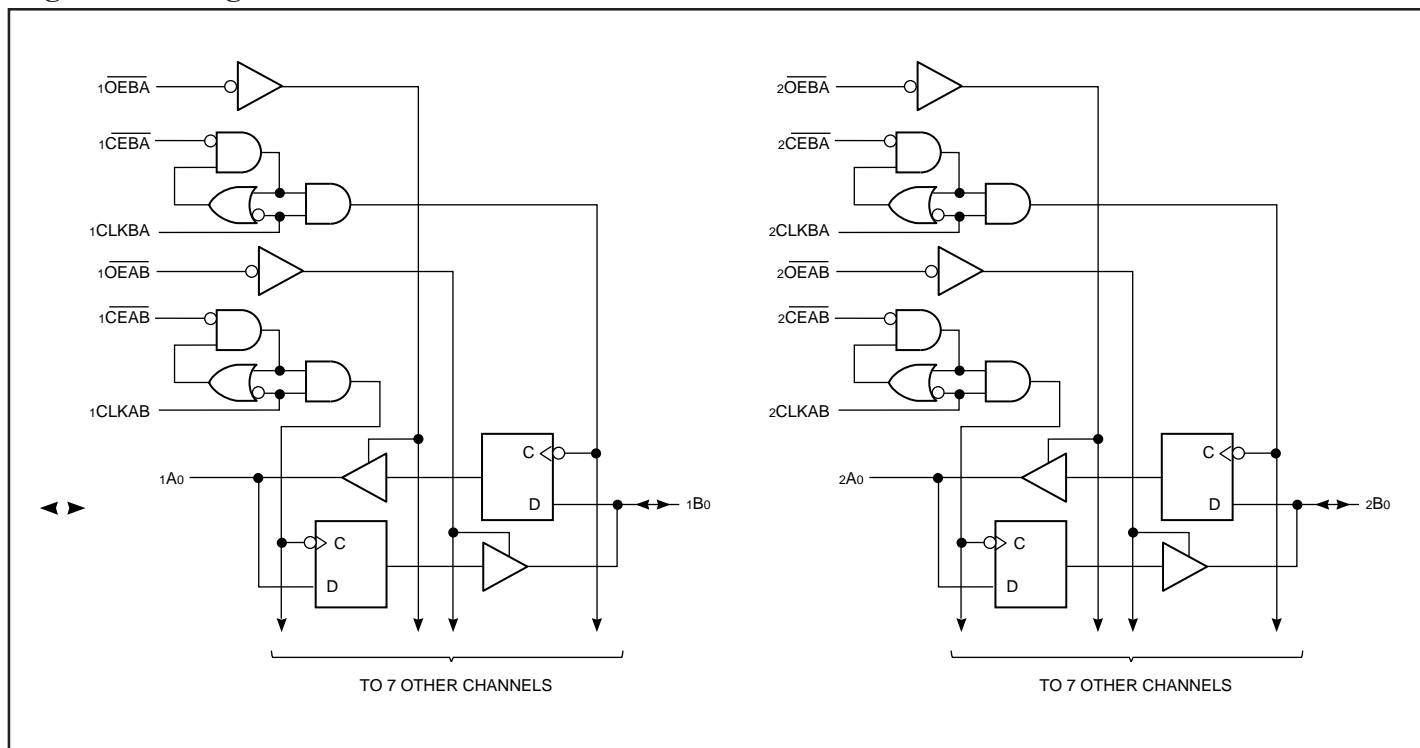 1OEBA
1CEBA
1CLKBA
1OEAB
1CEAB
1CLKAB
C
1A0
D
1B0
C
D
TO 7 OTHER CHANNELS
2OEBA
2CEBA
2CLKBA
2OEAB
2CEAB
2CLKAB
C
2A0
D
2B0
C
D
TO 7 OTHER CHANNELS